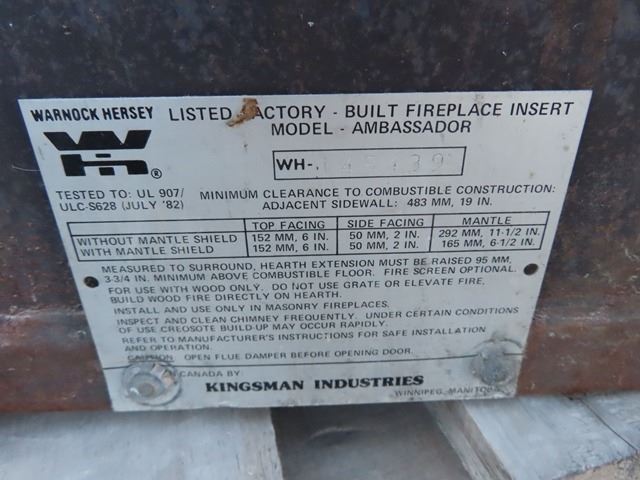 WARNOCK HERSEY
LISTED FACTORY - BUILT FIREPLACE INSERT
MODEL - AMBASSADOR
WH-
®
TESTED TO: UL 907/
ULC-S628 (JULY '82)
MINIMUM CLEARANCE TO COMBUSTIBLE CONSTRUCTION:
ADJACENT SIDEWALL: 483 MM, 19 IN.
TOP FACING SIDE FACING MANTLE
WITHOUT MANTLE SHIELD 152 MM, 6 IN. 50 MM, 2 IN. 292 MM, 11-1/2 IN.
WITH MANTLE SHIELD 152 MM, 6 IN. 50 MM, 2 IN. 165 MM, 6-1/2 IN.
MEASURED TO SURROUND, HEARTH EXTENSION MUST BE RAISED 95 MM,
3-3/4 IN. MINIMUM ABOVE COMBUSTIBLE FLOOR. FIRE SCREEN OPTIONAL.
FOR USE WITH WOOD ONLY. DO NOT USE GRATE OR ELEVATE FIRE,
BUILD WOOD FIRE DIRECTLY ON HEARTH.
INSTALL AND USE ONLY IN MASONRY FIREPLACES.
INSPECT AND CLEAN CHIMNEY FREQUENTLY. UNDER CERTAIN CONDITIONS
OF USE CREOSOTE BUILD-UP MAY OCCUR RAPIDLY.
REFER TO MANUFACTURER'S INSTRUCTIONS FOR SAFE INSTALLATION
AND OPERATION.
CAUTION: OPEN FLUE DAMPER BEFORE OPENING DOOR.
CANADA BY:
KINGSMAN INDUSTRIES
WINNIPEG, MANITOBA